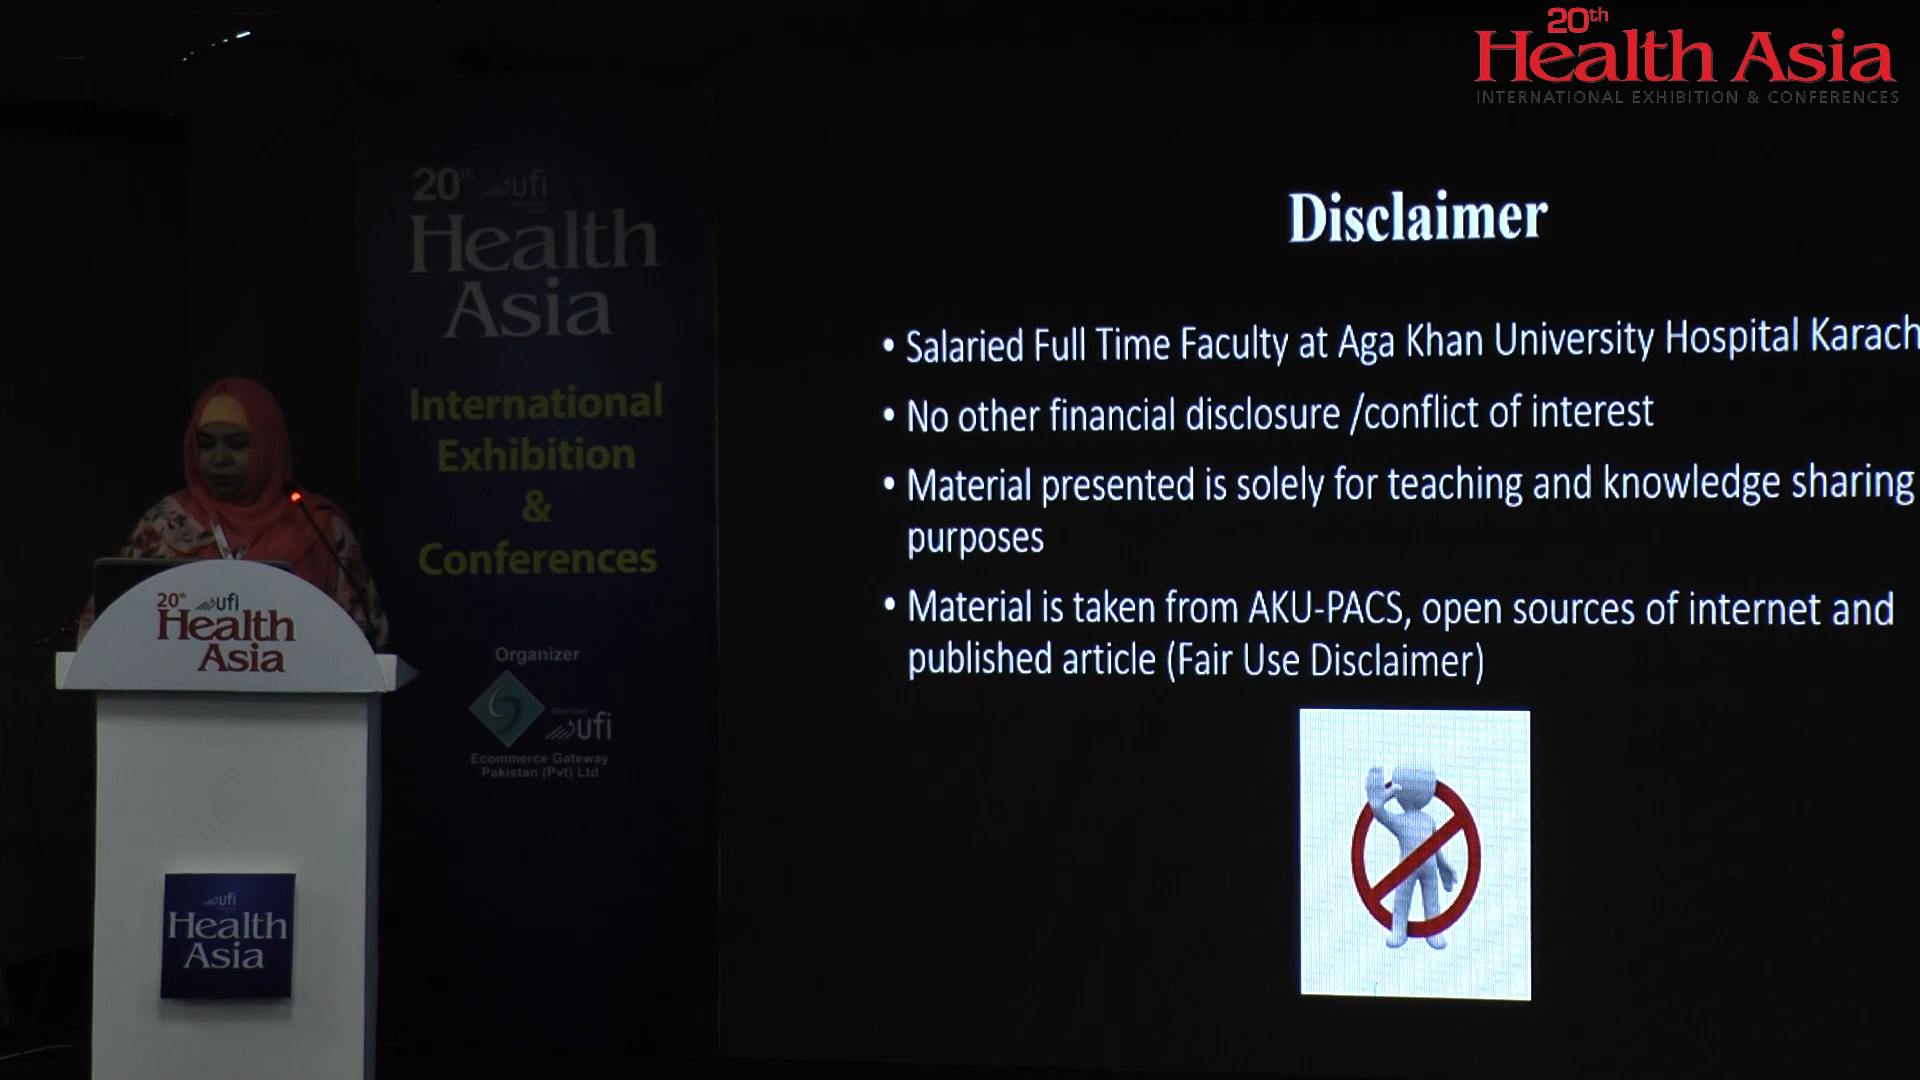 20th
Health Asia
INTERNATIONAL EXHIBITION & CONFERENCES
20th ufi
Health
Asia
International
Exhibition
&
Conferences
Organizer
Member
ufi
Ecommerce Gateway
Pakistan (Pvt) Ltd
20th ufi
Health
Asia
ufi
Health
Asia
Disclaimer
• Salaried Full Time Faculty at Aga Khan University Hospital Karach
• No other financial disclosure /conflict of interest
• Material presented is solely for teaching and knowledge sharing
purposes
• Material is taken from AKU-PACS, open sources of internet and
published article (Fair Use Disclaimer)